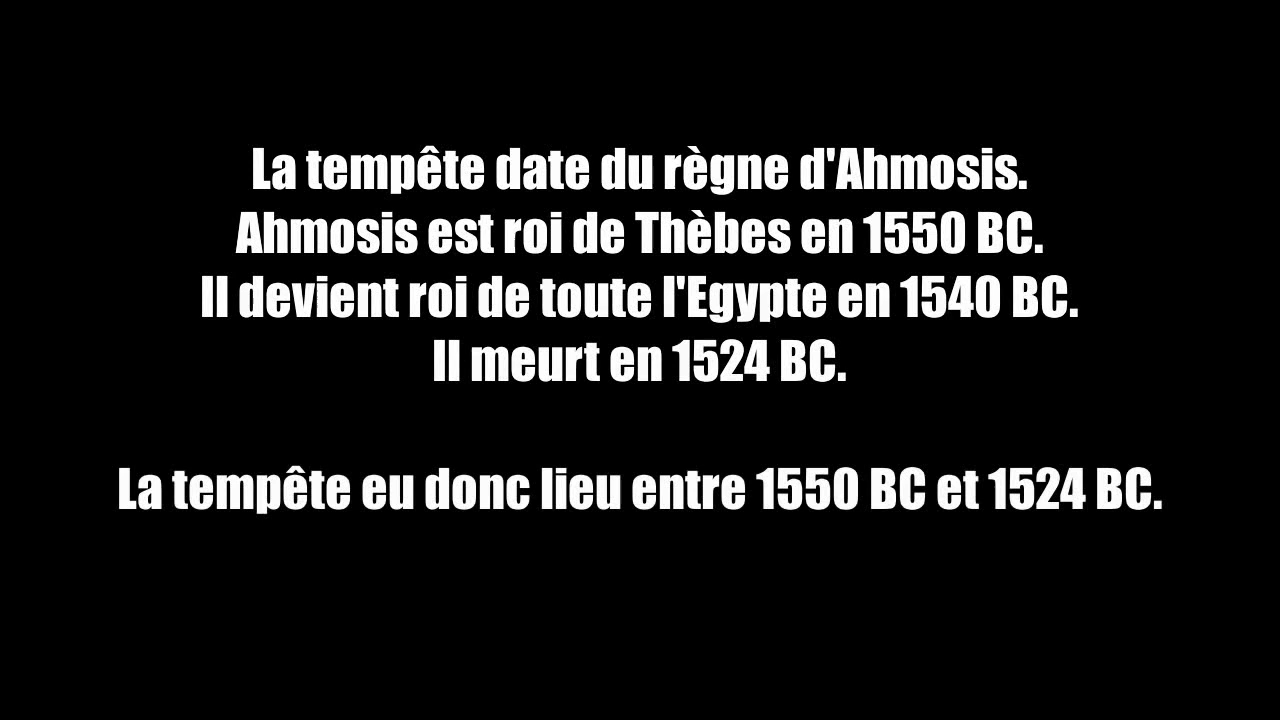 La tempête date du règne d'Ahmosis.
Ahmosis est roi de Thèbes en 1550 BC.
Il devient roi de toute l'Egypte en 1540 BC.
Il meurt en 1524 BC.
La tempête eu donc lieu entre 1550 BC et 1524 BC.